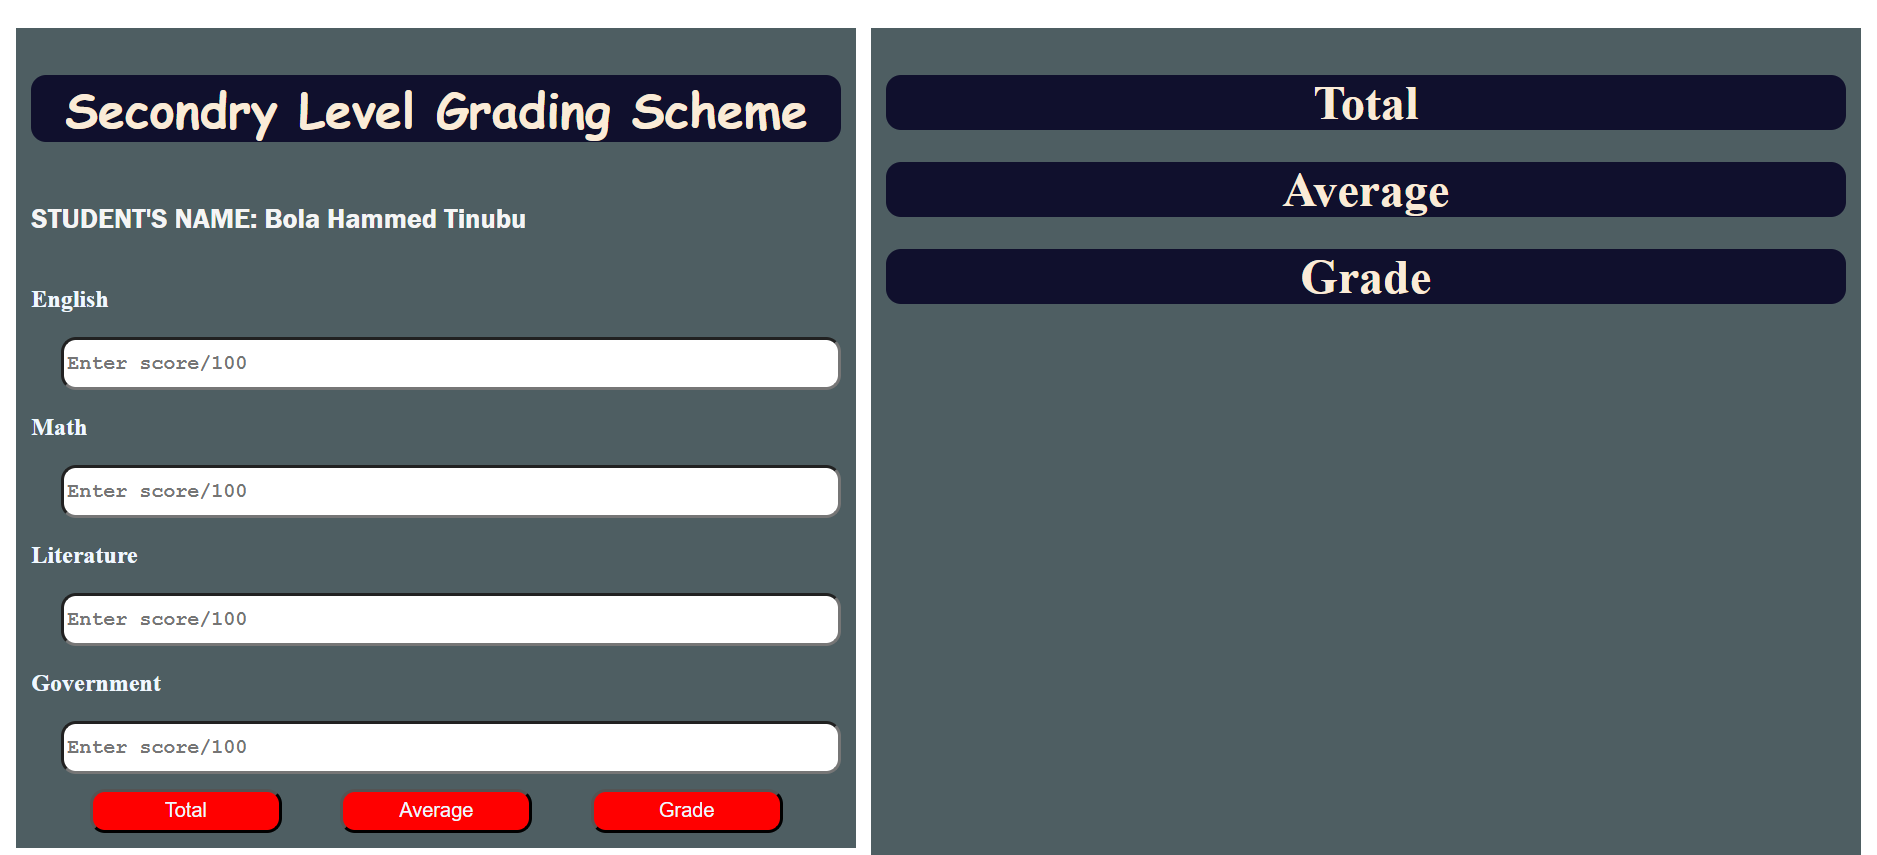 Secondry Level Grading Scheme
STUDENT'S NAME: Bola Hammed Tinubu
English
Enter score/100
Math
Enter score/100
Literature
Enter score/100
Government
Enter score/100
Total Average Grade
Total
Average
Grade